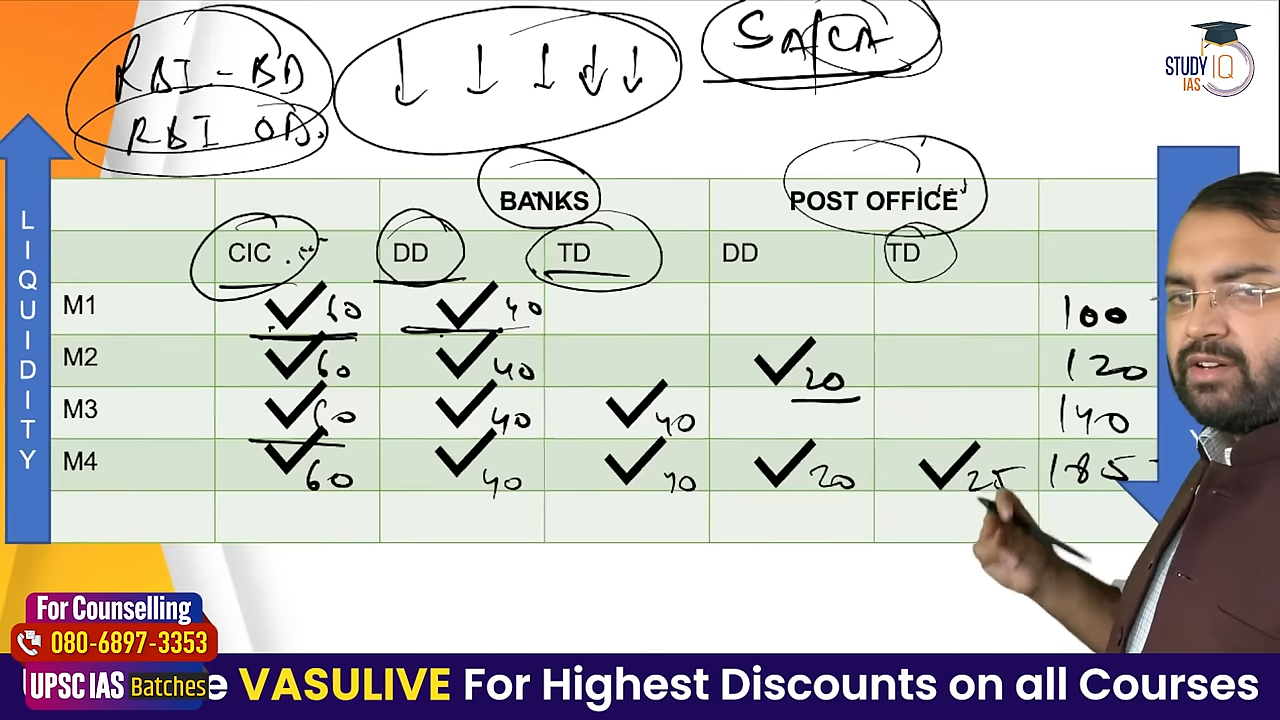 RBI - BD
RBI OD.
SA/CA
STUDY IQ
IAS
LIQUIDITY
BANKS POST OFFICE
CIC DD TD DD TD
M1 60 40 100
M2 60 40 20 120
M3 60 40 40 140
M4 60 40 40 20 25 185
For Counselling
080-6897-3353
UPSC IAS Batches
e VASULIVE For Highest Discounts on all Courses